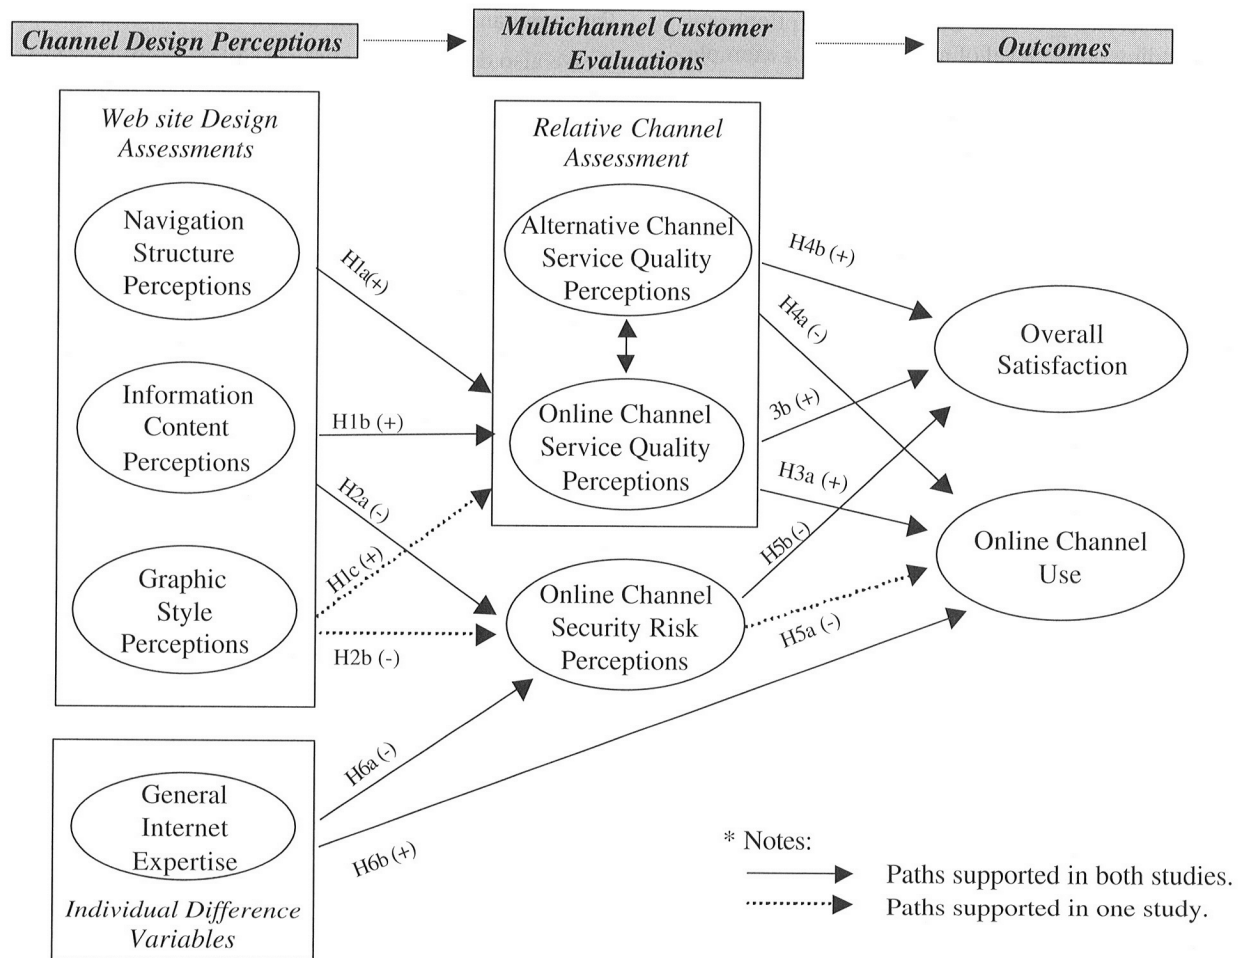 Channel Design Perceptions
Multichannel Customer
Evaluations
Outcomes
Web site Design
Assessments
Navigation
Structure
Perceptions
Information
Content
Perceptions
Graphic
Style
Perceptions
General
Internet
Expertise
Individual Difference
Variables
H1a(+)
H1b (+)
H2a (-)
H1c (+)
H2b (-)
H6a (-)
H6b (+)
Relative Channel
Assessment
Alternative Channel
Service Quality
Perceptions
Online Channel
Service Quality
Perceptions
Online Channel
Security Risk
Perceptions
H4b (+)
H4a (-)
3b (+)
H3a (+)
H5b (-)
H5a (-)
Overall
Satisfaction
Online Channel
Use
* Notes:
Paths supported in both studies.
Paths supported in one study.